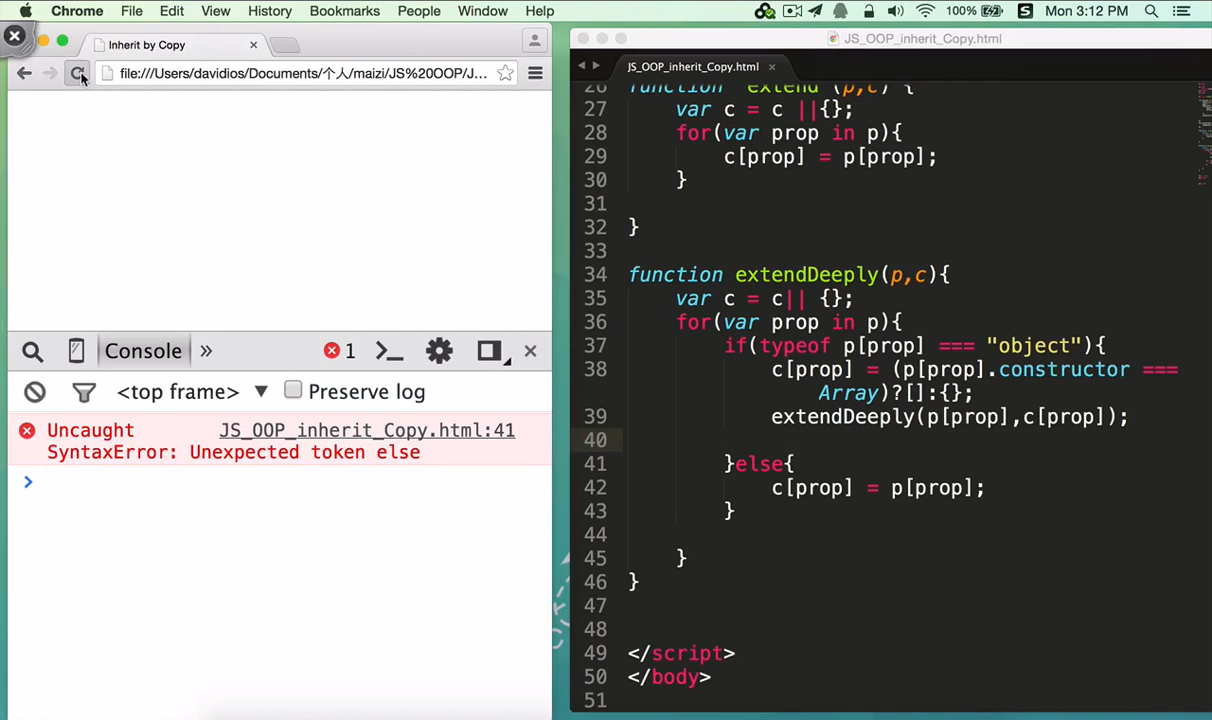 Chrome File Edit View History Bookmarks People Window Help 100% S Mon 3:12 PM
Inherit by Copy
file:///Users/davidios/Documents/个人/maizi/JS%20OOP/J...
Console » 1
<top frame> ▼ Preserve log
Uncaught JS_OOP_inherit_Copy.html:41
SyntaxError: Unexpected token else
>
JS_OOP_inherit_Copy.html
JS_OOP_inherit_Copy.html ×
26 function extend (p,c) {
27 var c = c ||{};
28 for(var prop in p){
29 c[prop] = p[prop];
30 }
31
32 }
33
34 function extendDeeply(p,c){
35 var c = c|| {};
36 for(var prop in p){
37 if(typeof p[prop] === "object"){
38 c[prop] = (p[prop].constructor ===
Array)?[]:{};
39 extendDeeply(p[prop],c[prop]);
40
41 }else{
42 c[prop] = p[prop];
43 }
44
45 }
46 }
47
48
49 </script>
50 </body>
51